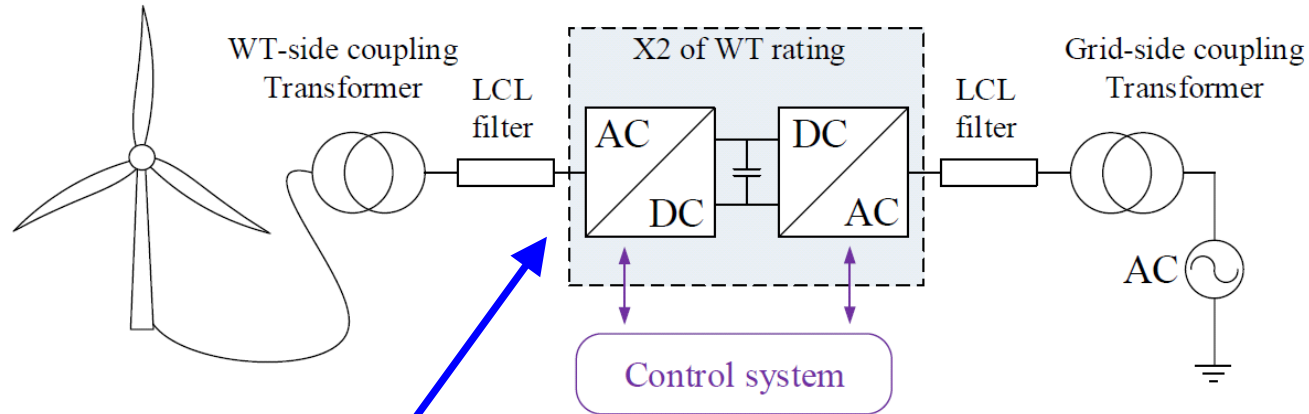 WT-side coupling
Transformer
LCL
filter
X2 of WT rating
AC
DC
DC
AC
LCL
filter
Grid-side coupling
Transformer
AC
Control system